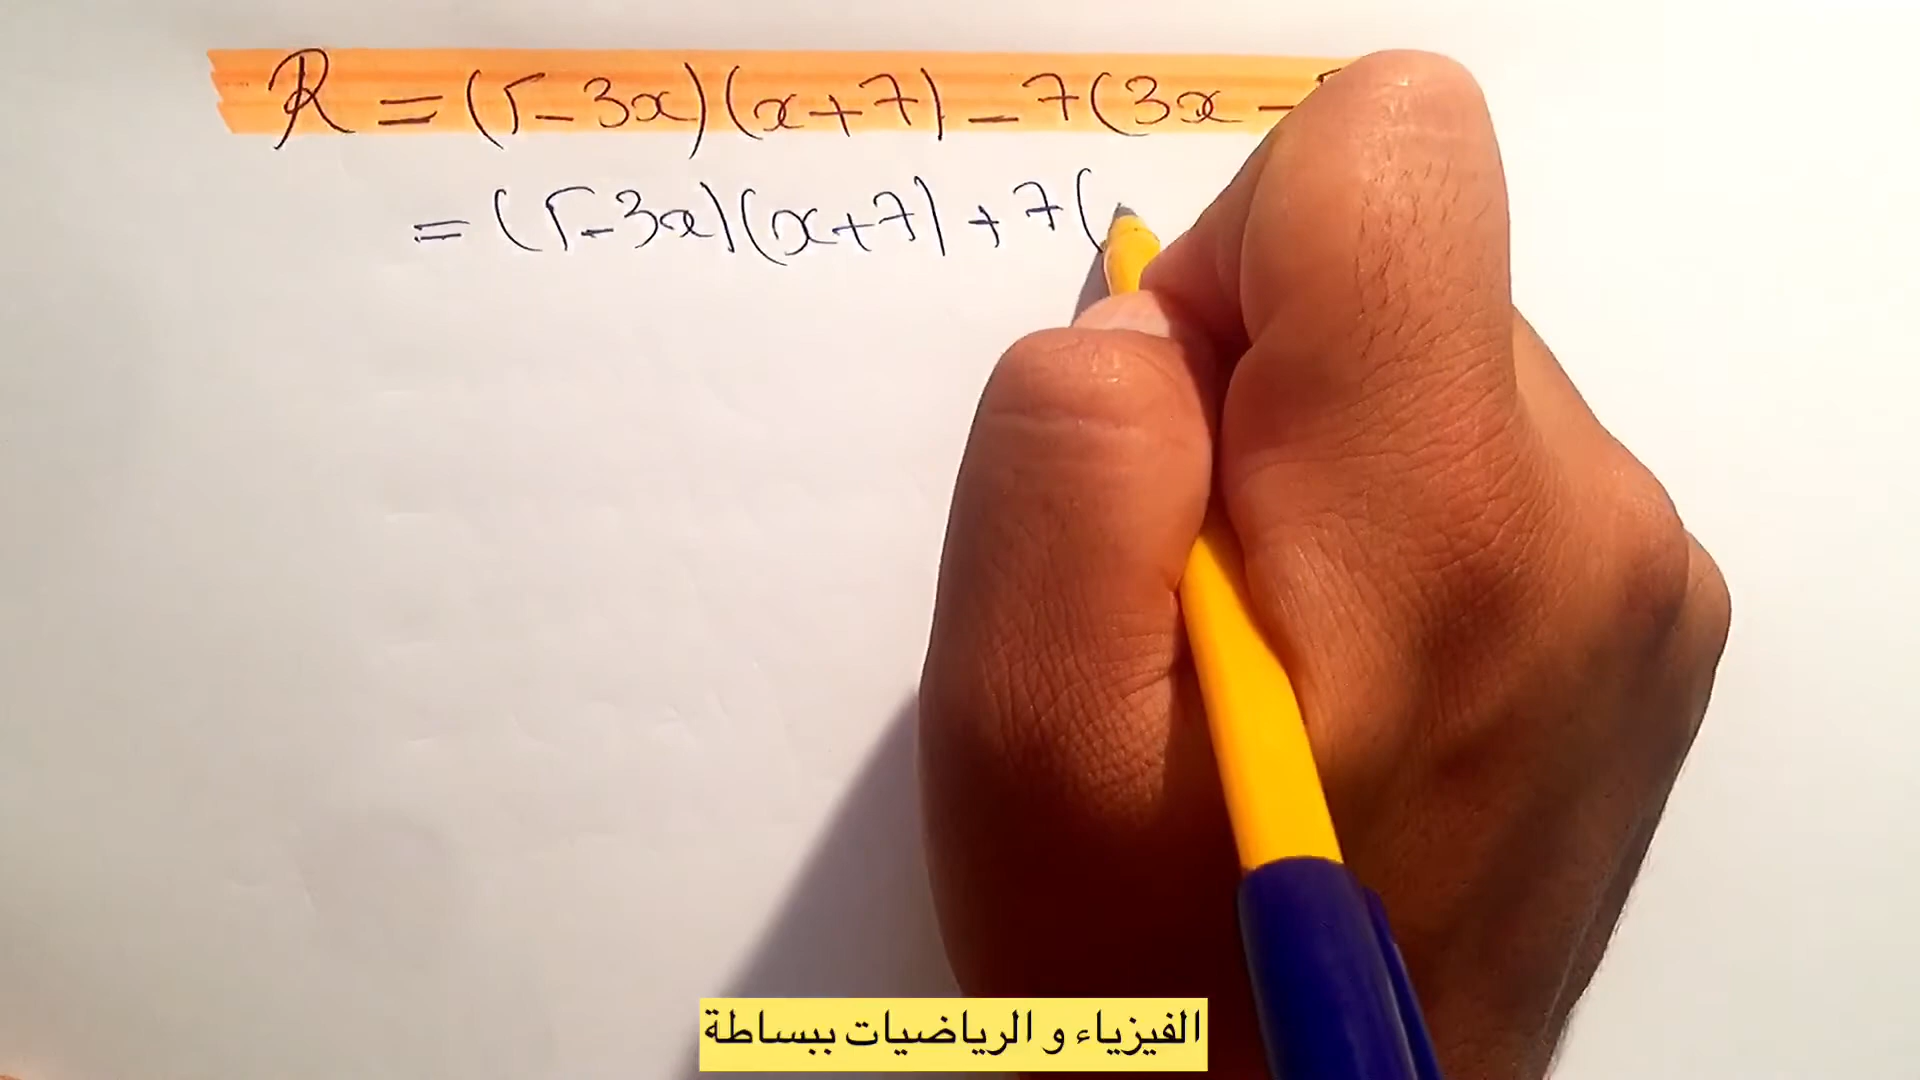 R = (5-3x)(x+7)-7(3x-
= (5-3x)(x+7)+7(
الفيزياء و الرياضيات ببساطة